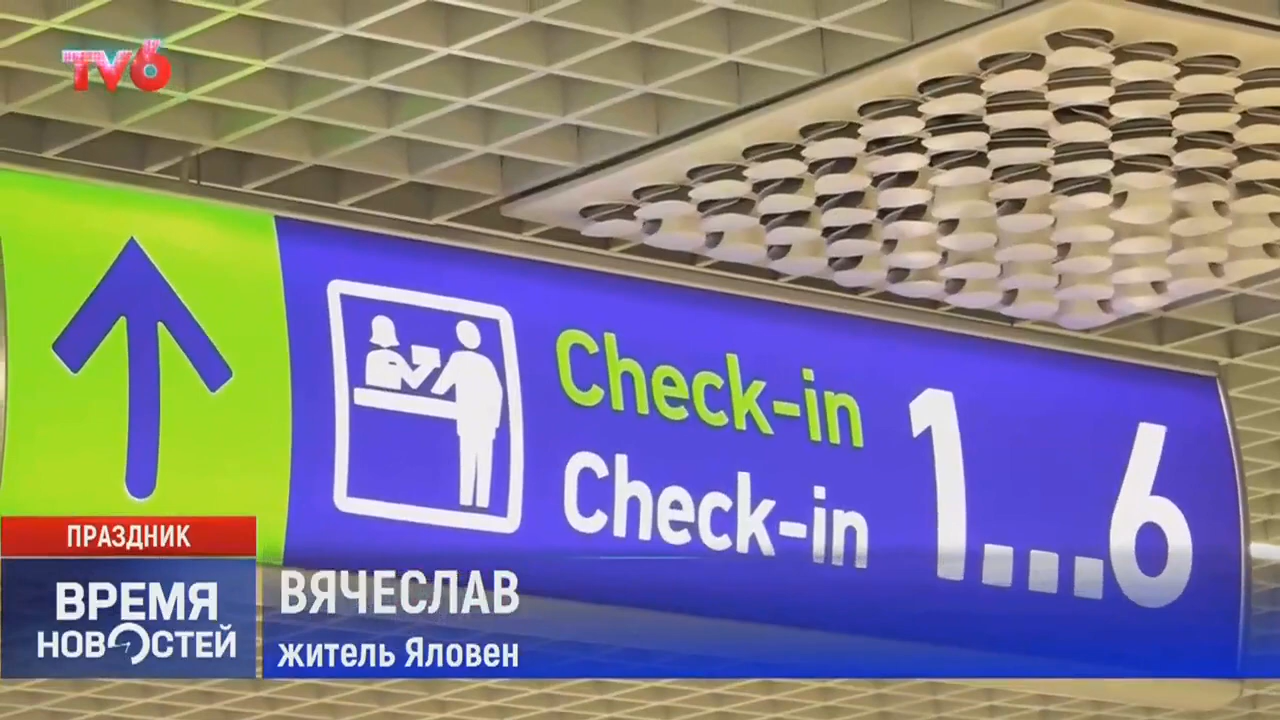 TV6
Check-in
Check-in
1...6
ПРАЗДНИК
ВРЕМЯ
НОВОСТЕЙ
ВЯЧЕСЛАВ
житель Яловен